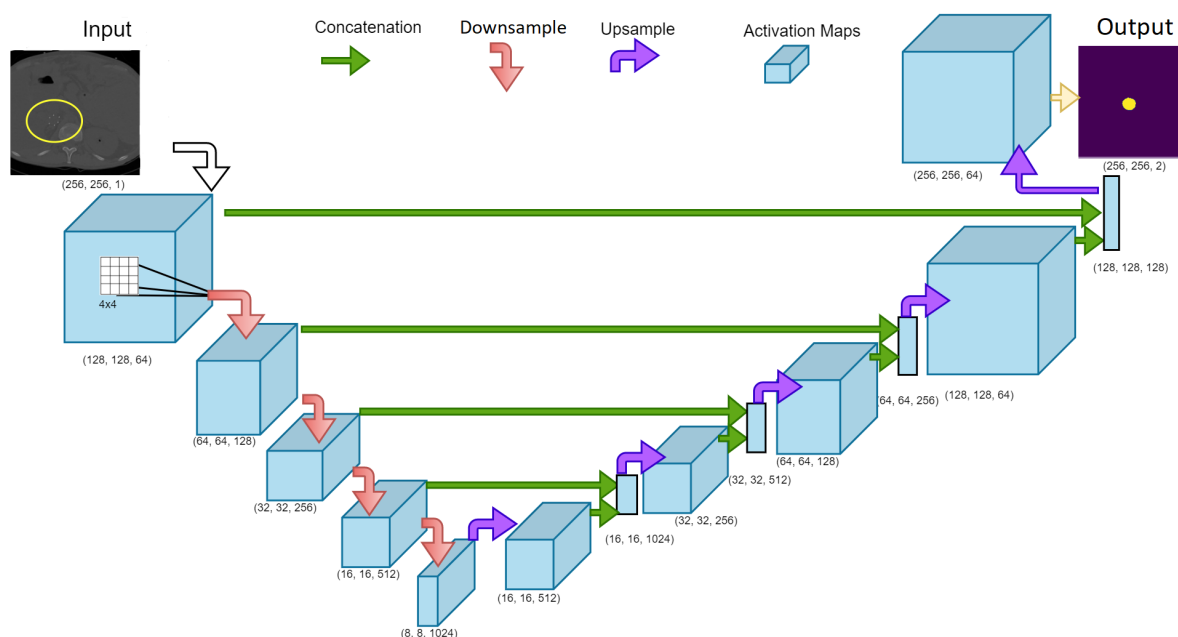 Input
Concatenation
Downsample
Upsample
Activation Maps
Output
(256, 256, 1)
(256, 256, 64)
(256, 256, 2)
4x4
(128, 128, 64)
(128, 128, 128)
(64, 64, 128)
(64, 64, 256)
(128, 128, 64)
(32, 32, 256)
(64, 64, 128)
(32, 32, 512)
(32, 32, 256)
(16, 16, 1024)
(16, 16, 512)
(16, 16, 512)
(8, 8, 1024)